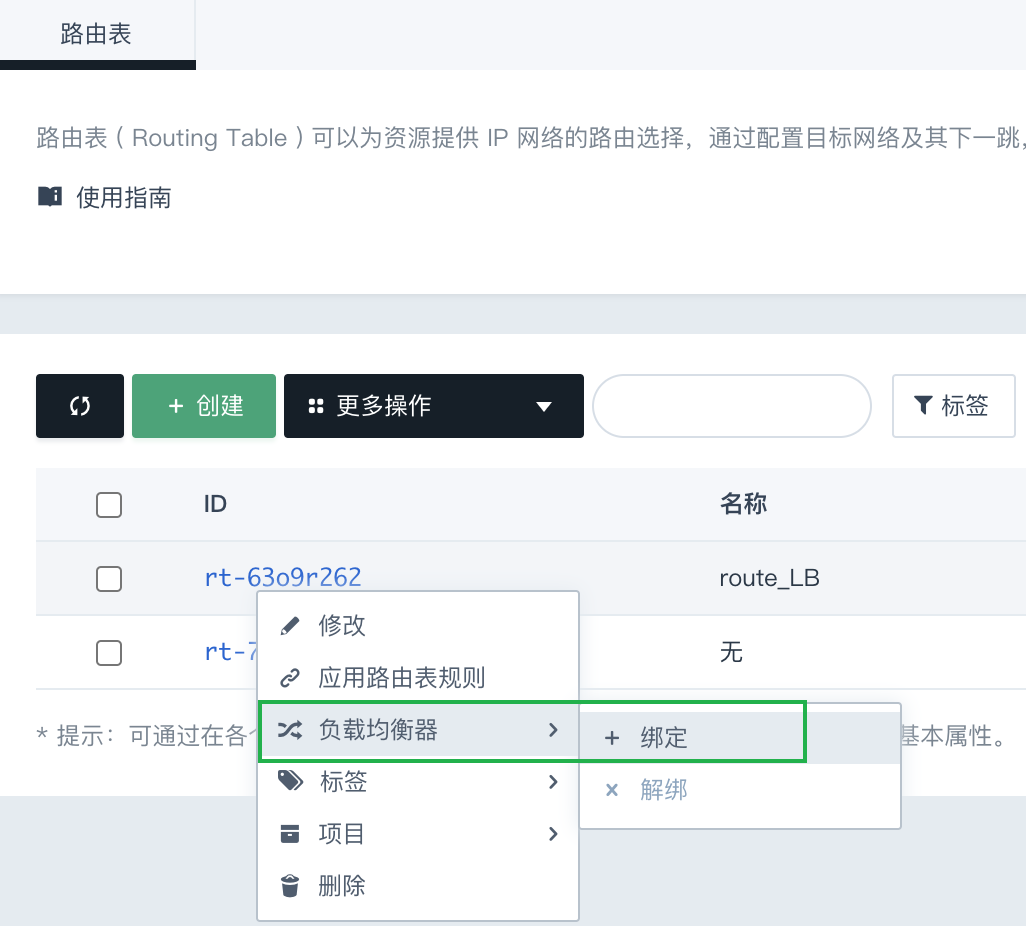 路由表
路由表（Routing Table）可以为资源提供 IP 网络的路由选择，通过配置目标网络及其下一跳，
使用指南
+ 创建
更多操作
标签
ID
名称
rt-63o9r262
route_LB
rt-7
无
修改
应用路由表规则
负载均衡器
+ 绑定
× 解绑
标签
项目
删除
* 提示：可通过在各
基本属性。